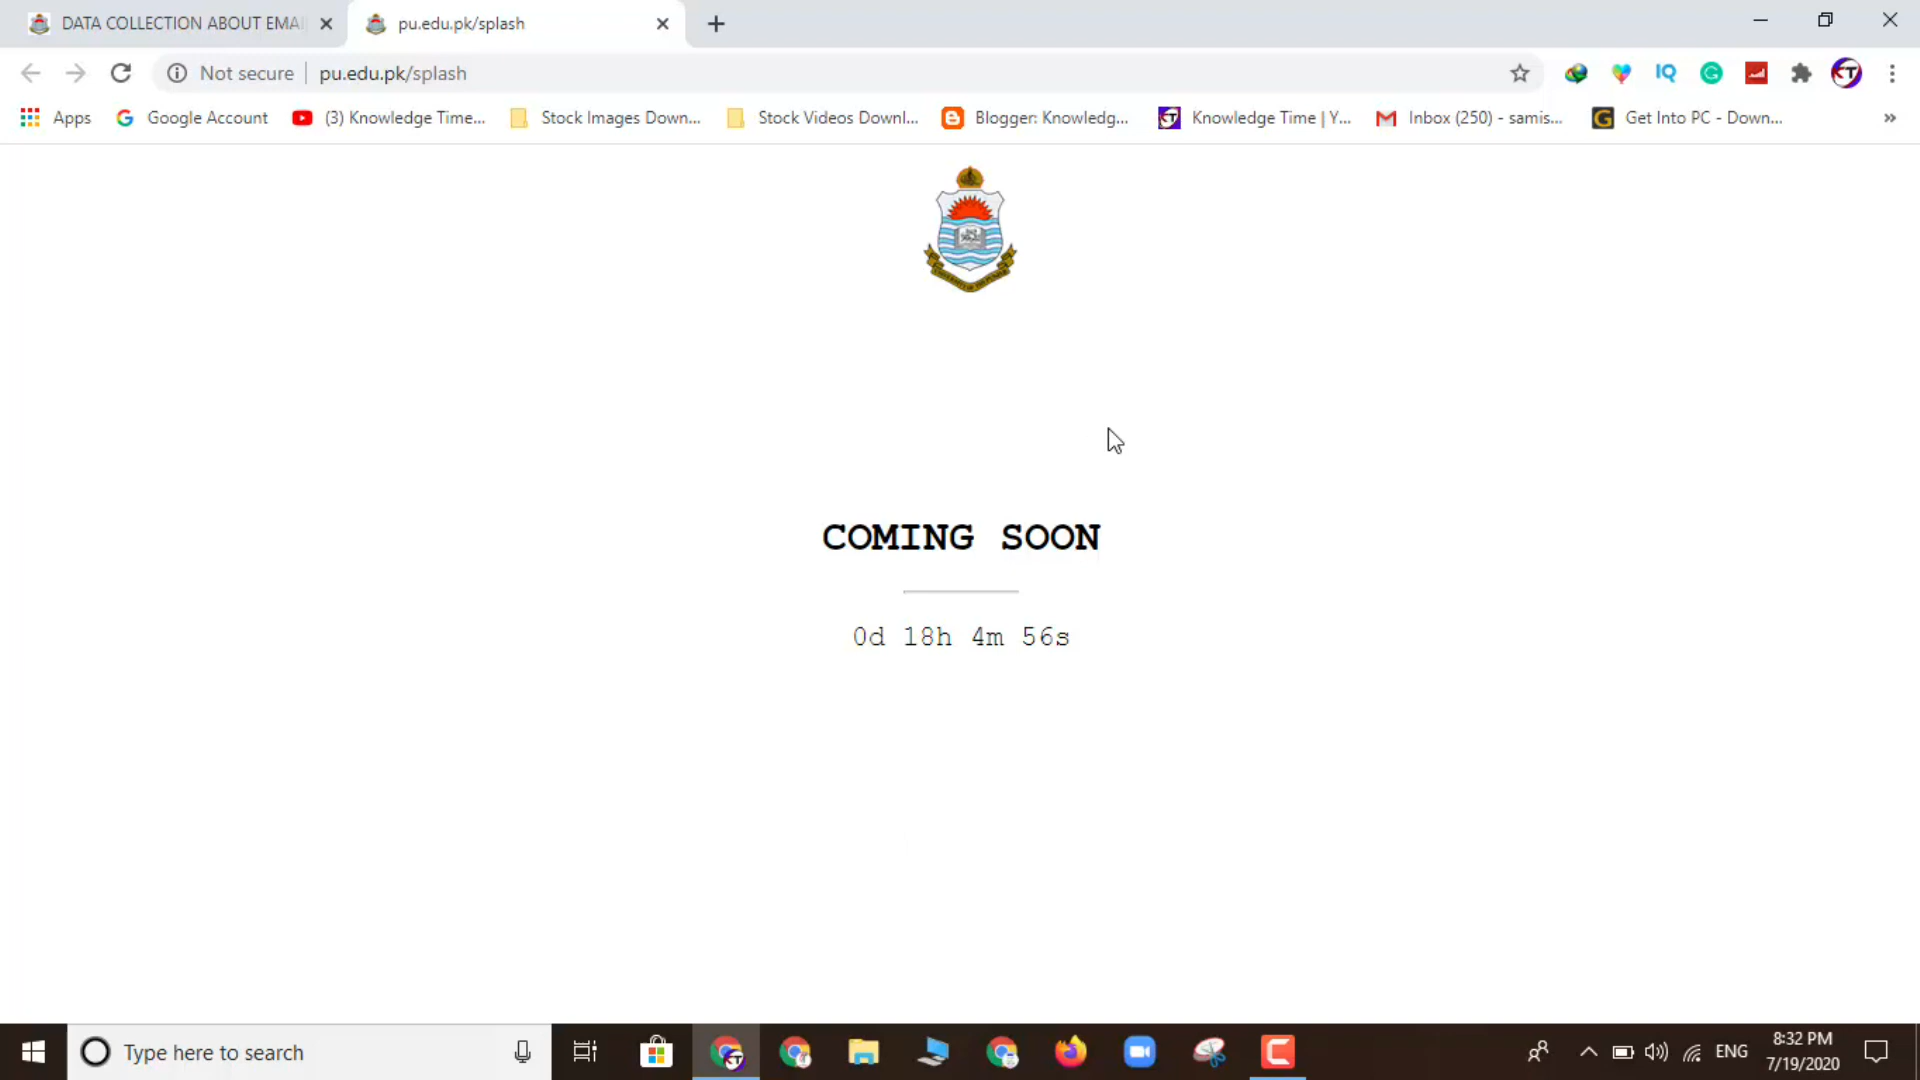 DATA COLLECTION ABOUT EMAI
pu.edu.pk/splash
Not secure
pu.edu.pk/splash
IQ
Apps
Google Account
(3) Knowledge Time...
Stock Images Down...
Stock Videos Downl...
Blogger: Knowledg...
Knowledge Time | Y...
Inbox (250) - samis...
Get Into PC - Down...
»
COMING SOON
0d 18h 4m 56s
Type here to search
ENG
8:32 PM
7/19/2020